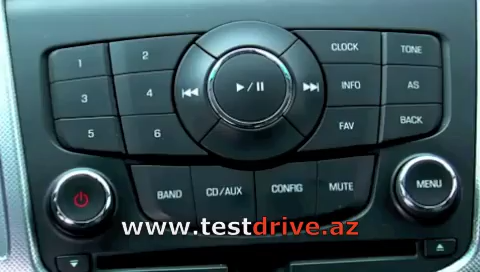 1 2 CLOCK TONE
3 4 INFO AS
5 6 FAV BACK
BAND CD/AUX CONFIG MUTE MENU
www.testdrive.az